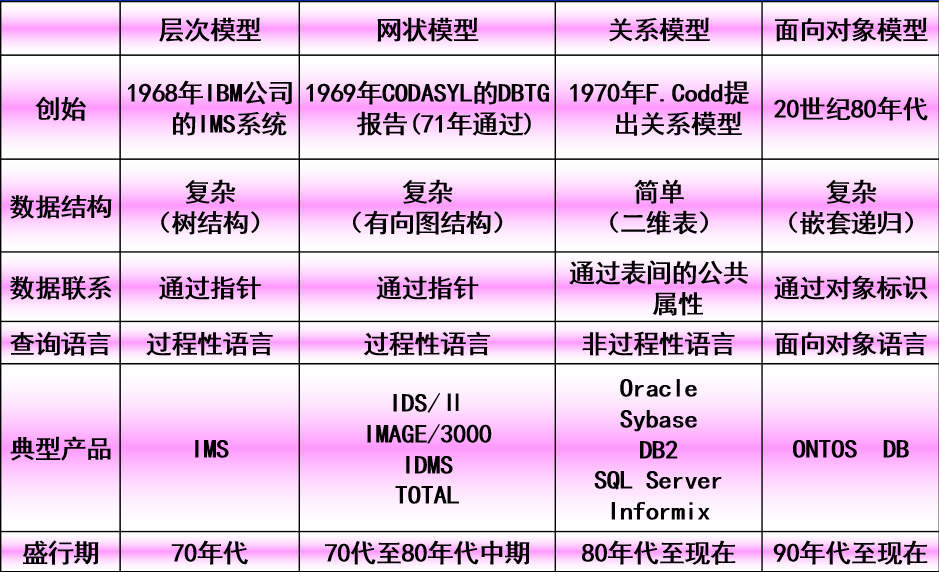 层次模型 网状模型 关系模型 面向对象模型
创始 1968年IBM公司的IMS系统 1969年CODASYL的DBTG报告(71年通过) 1970年F.Codd提出关系模型 20世纪80年代
数据结构 复杂（树结构） 复杂（有向图结构） 简单（二维表） 复杂（嵌套递归）
数据联系 通过指针 通过指针 通过表间的公共属性 通过对象标识
查询语言 过程性语言 过程性语言 非过程性语言 面向对象语言
典型产品 IMS IDS/Ⅱ IMAGE/3000 IDMS TOTAL Oracle Sybase DB2 SQL Server Informix ONTOS DB
盛行期 70年代 70代至80年代中期 80年代至现在 90年代至现在